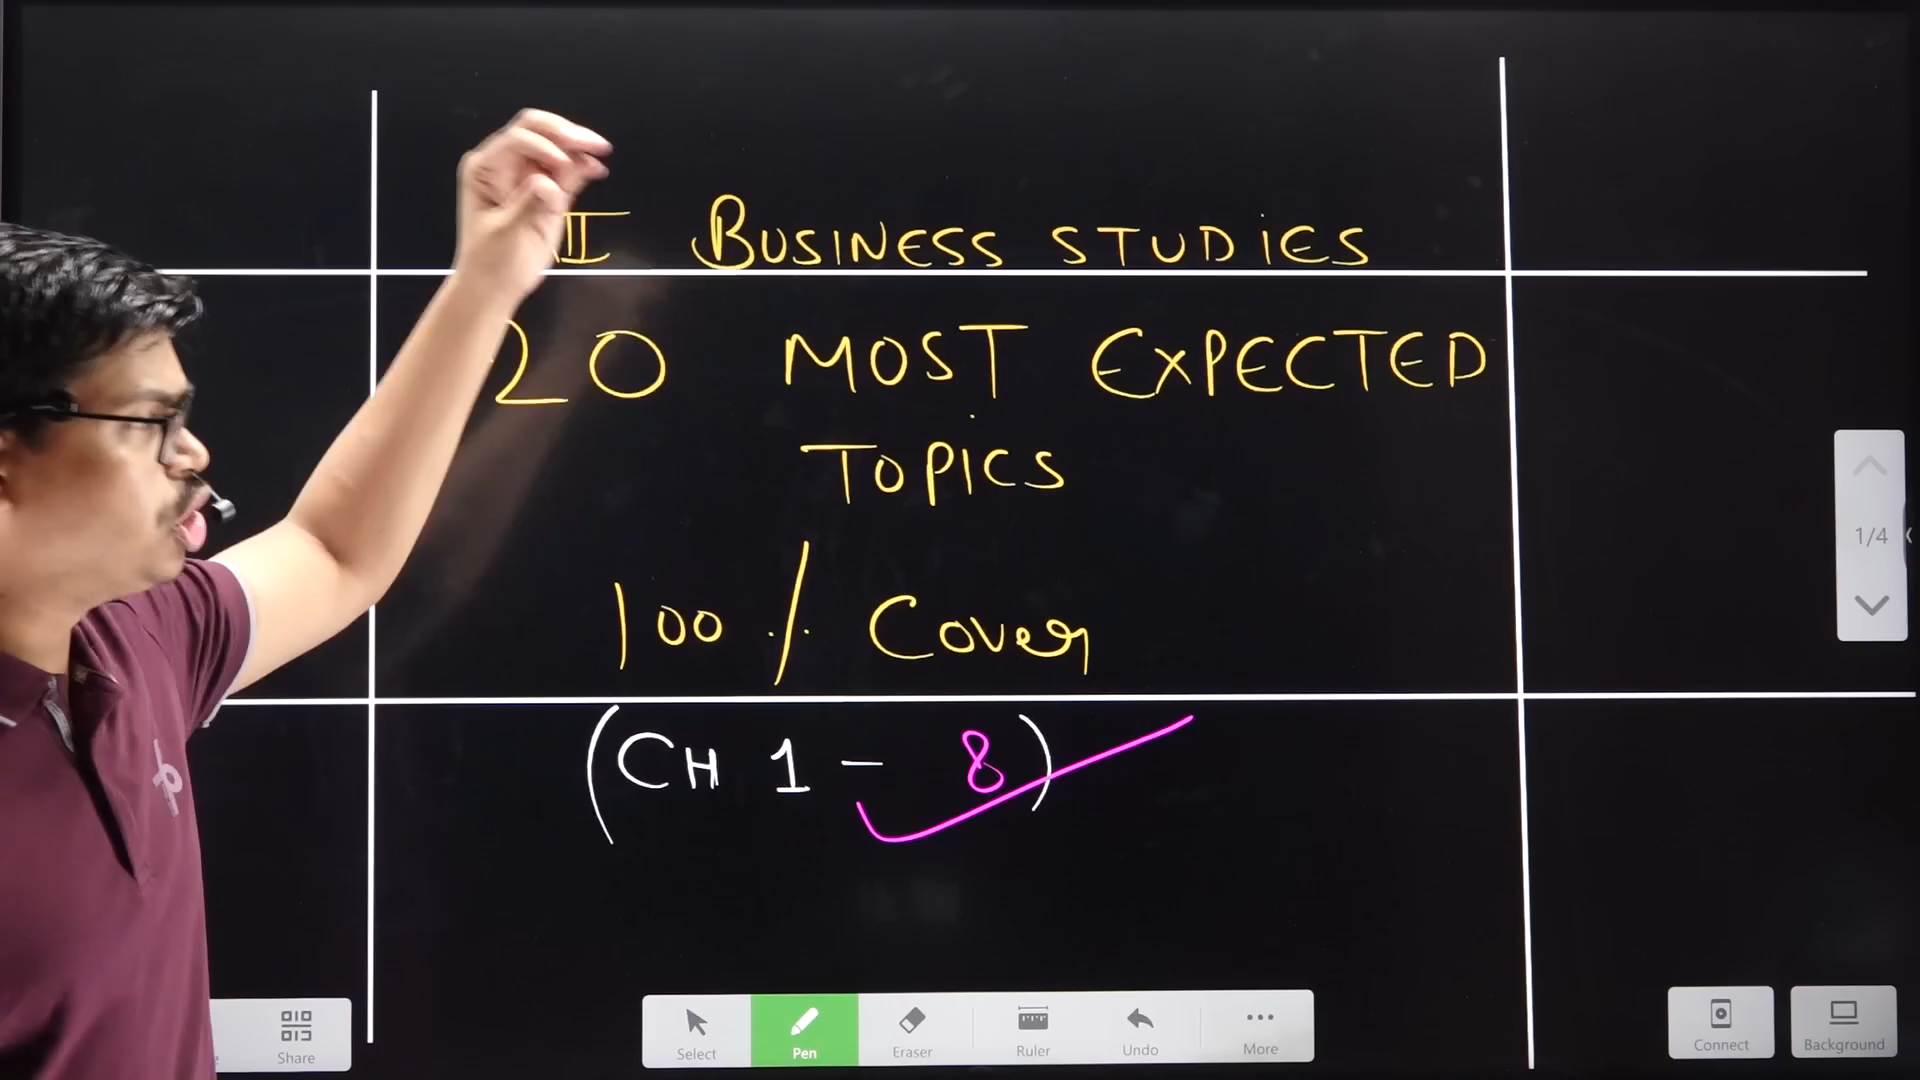 II BUSINESS STUDIES
20 MOST EXPECTED
TOPICS
100 % Cover
(CH 1 - 8)
1/4
Share
Select
Pen
Eraser
Ruler
Undo
More
Connect
Background